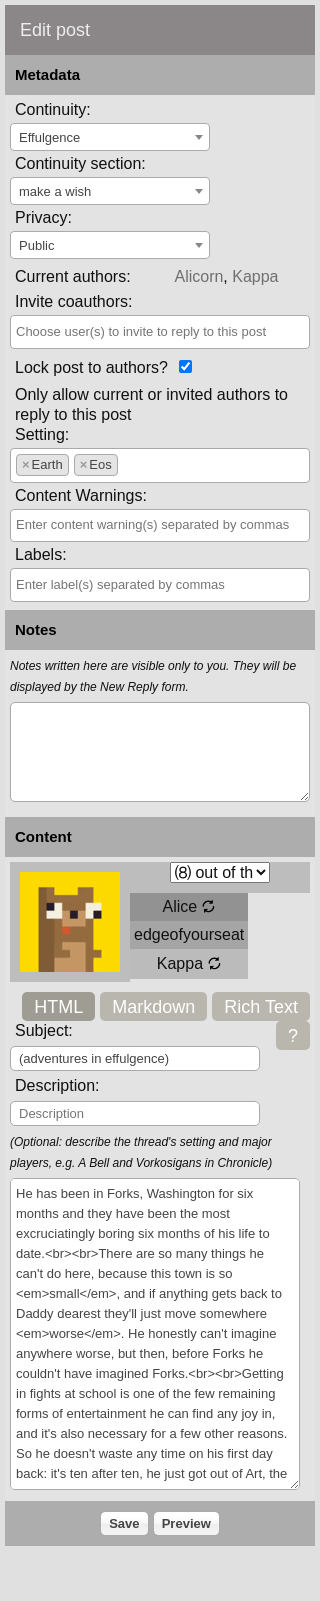 Edit post
Metadata
Continuity:
Effulgence
Continuity section:
make a wish
Privacy:
Public
Current authors: Alicorn, Kappa
Invite coauthors:
Choose user(s) to invite to reply to this post
Lock post to authors?
Only allow current or invited authors to
reply to this post
Setting:
×Earth ×Eos
Content Warnings:
Enter content warning(s) separated by commas
Labels:
Enter label(s) separated by commas
Notes
Notes written here are visible only to you. They will be
displayed by the New Reply form.
Content
(8) out of th
Alice
edgeofyourseat
Kappa
HTML Markdown Rich Text
?
Subject:
(adventures in effulgence)
Description:
Description
(Optional: describe the thread's setting and major
players, e.g. A Bell and Vorkosigans in Chronicle)
He has been in Forks, Washington for six
months and they have been the most
excruciatingly boring six months of his life to
date.<br><br>There are so many things he
can't do here, because this town is so
<em>small</em>, and if anything gets back to
Daddy dearest they'll just move somewhere
<em>worse</em>. He honestly can't imagine
anywhere worse, but then, before Forks he
couldn't have imagined Forks.<br><br>Getting
in fights at school is one of the few remaining
forms of entertainment he can find any joy in,
and it's also necessary for a few other reasons.
So he doesn't waste any time on his first day
back: it's ten after ten, he just got out of Art, the
Save Preview